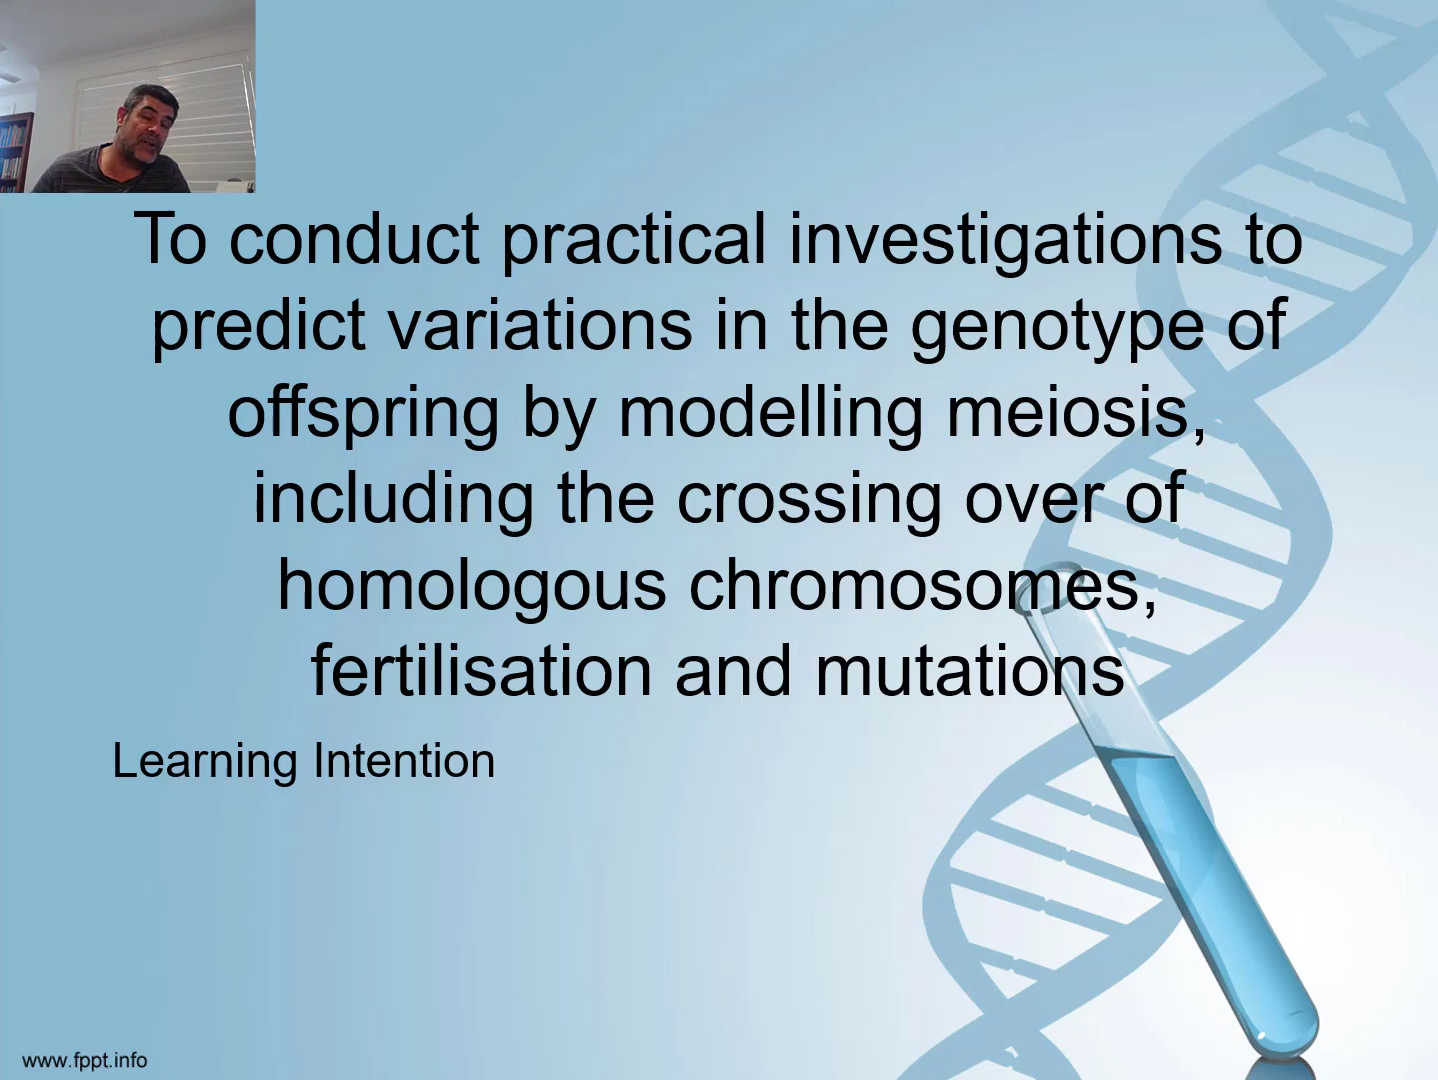 To conduct practical investigations to
predict variations in the genotype of
offspring by modelling meiosis,
including the crossing over of
homologous chromosomes,
fertilisation and mutations
Learning Intention
www.fppt.info